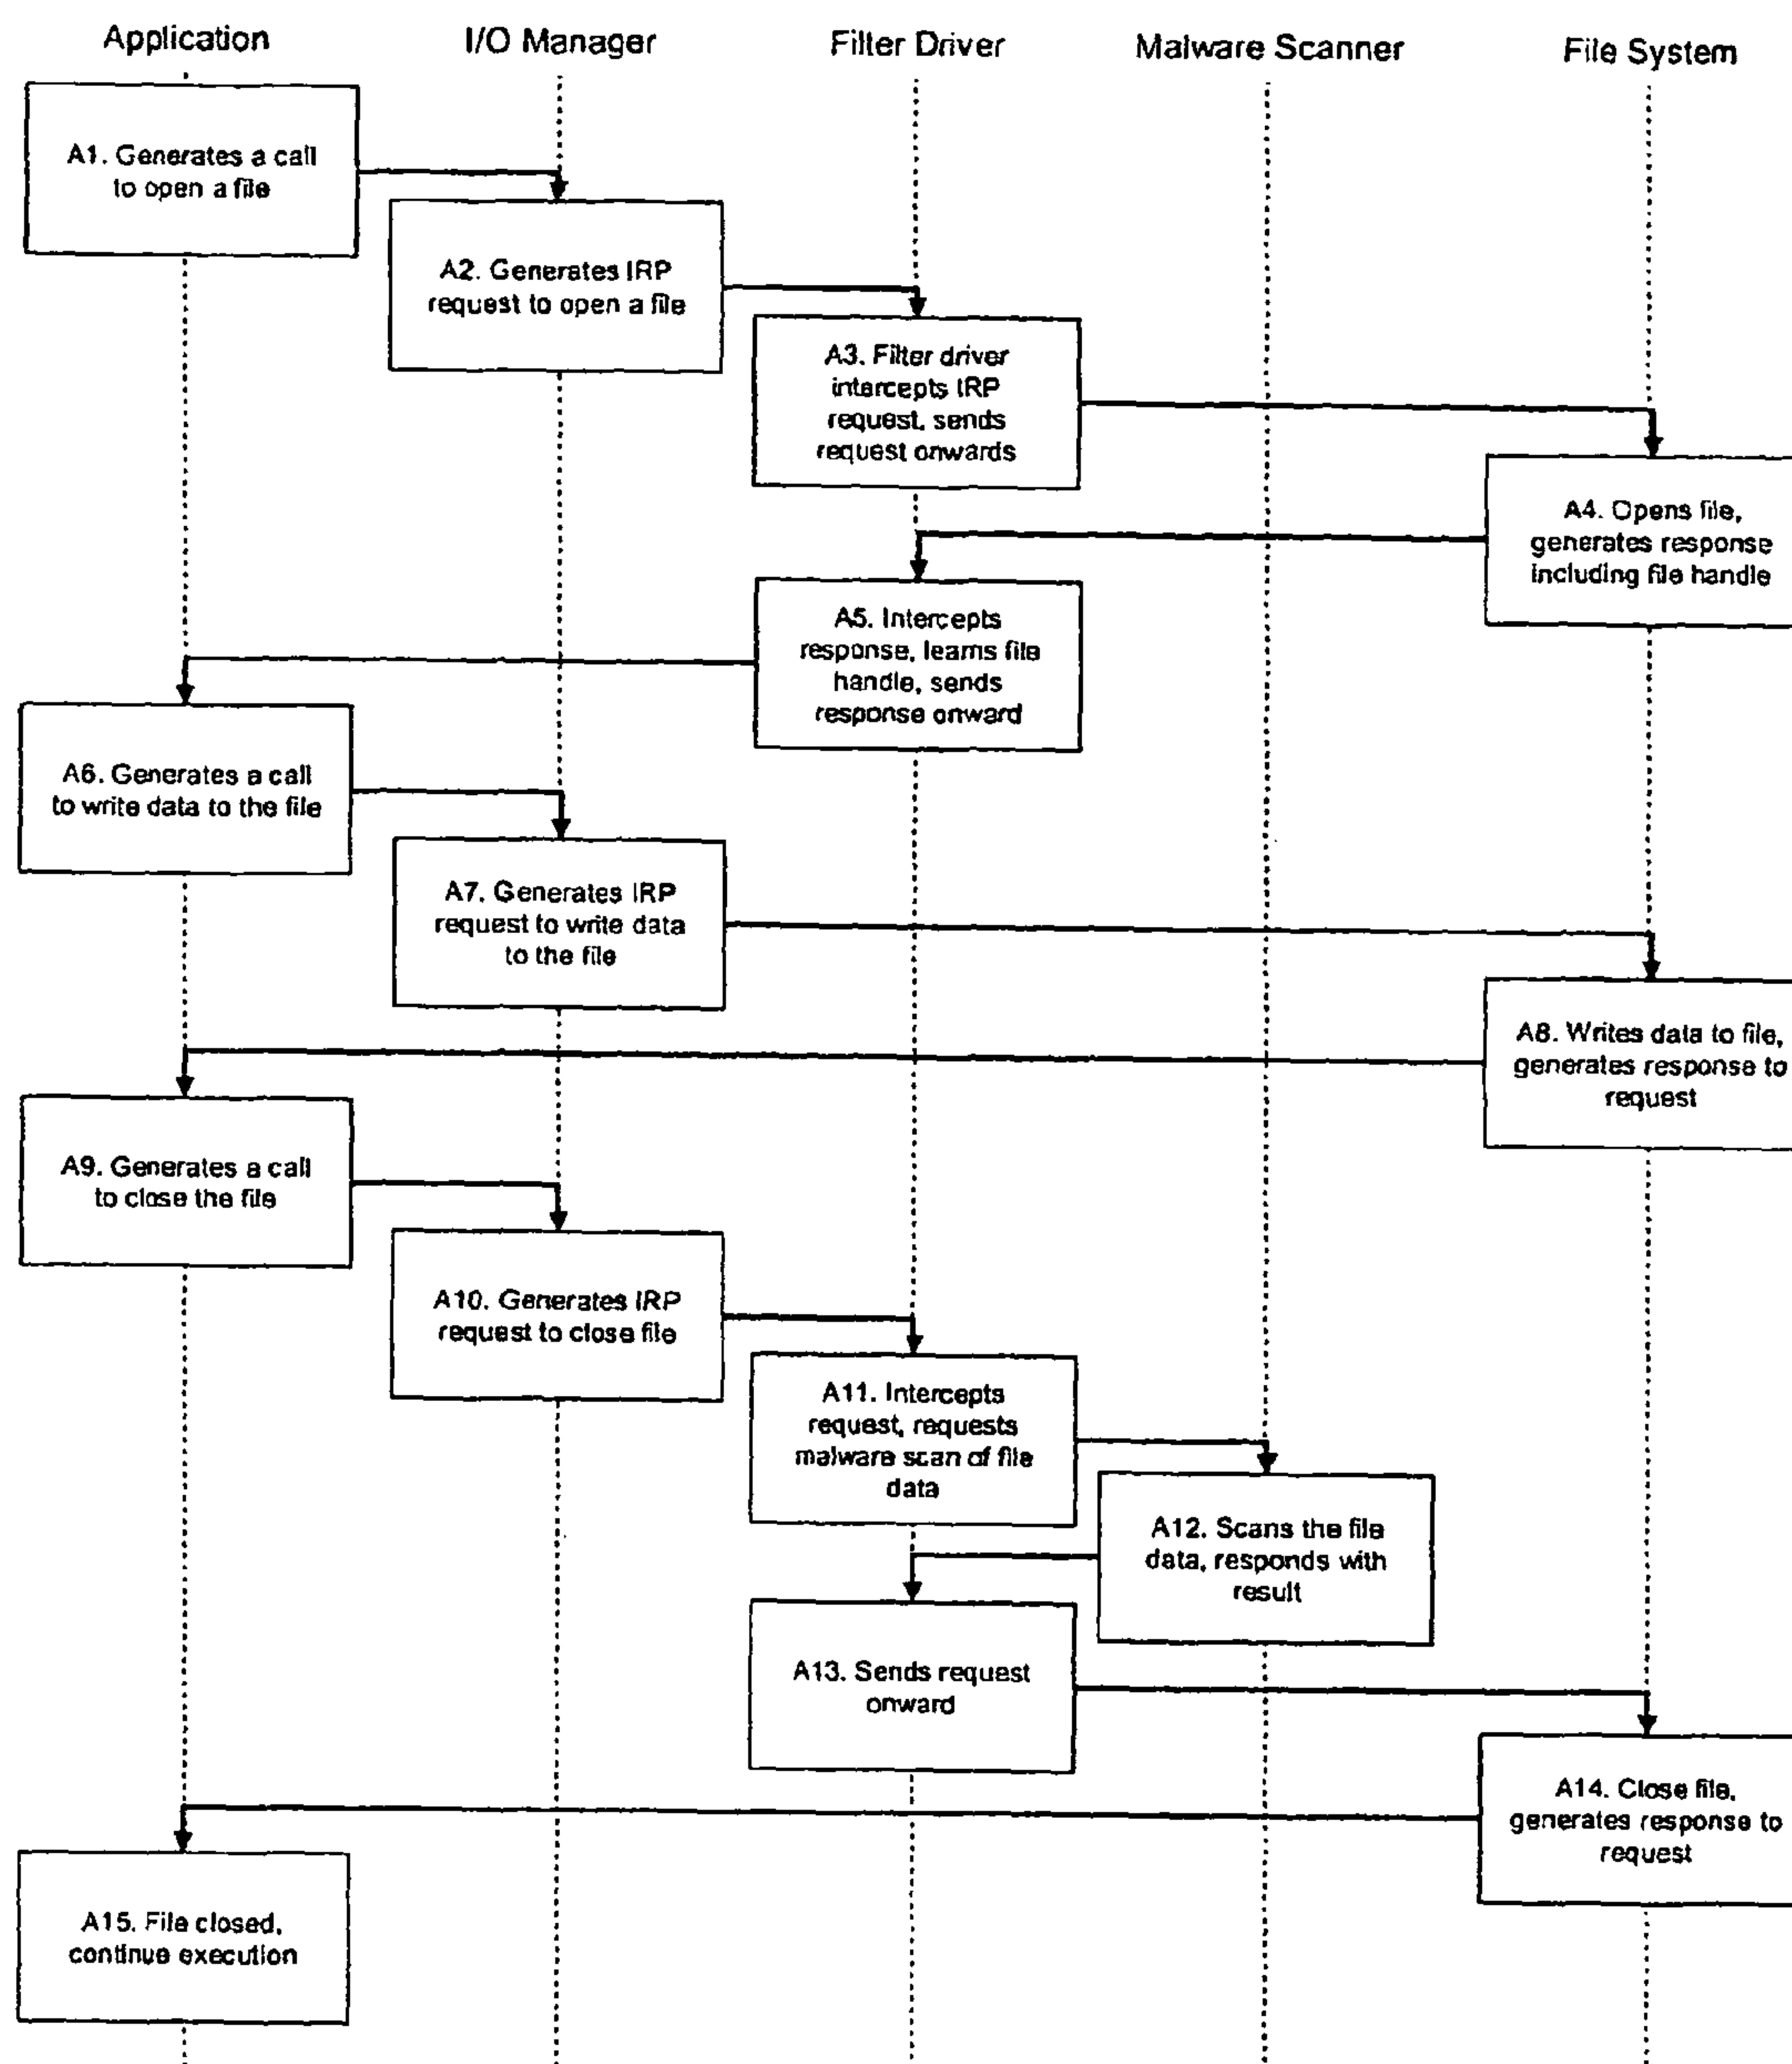 Application
I/O Manager
Filter Driver
Malware Scanner
File System
A1. Generates a call
to open a file
A2. Generates IRP
request to open a file
A3. Filter driver
intercepts IRP
request, sends
request onwards
A4. Opens file,
generates response
including file handle
A5. Intercepts
response, learns file
handle, sends
response onward
A6. Generates a call
to write data to the file
A7. Generates IRP
request to write data
to the file
A8. Writes data to file,
generates response to
request
A9. Generates a call
to close the file
A10. Generates IRP
request to close file
A11. Intercepts
request, requests
malware scan of file
data
A12. Scans the file
data, responds with
result
A13. Sends request
onward
A14. Close file,
generates response to
request
A15. File closed,
continue execution